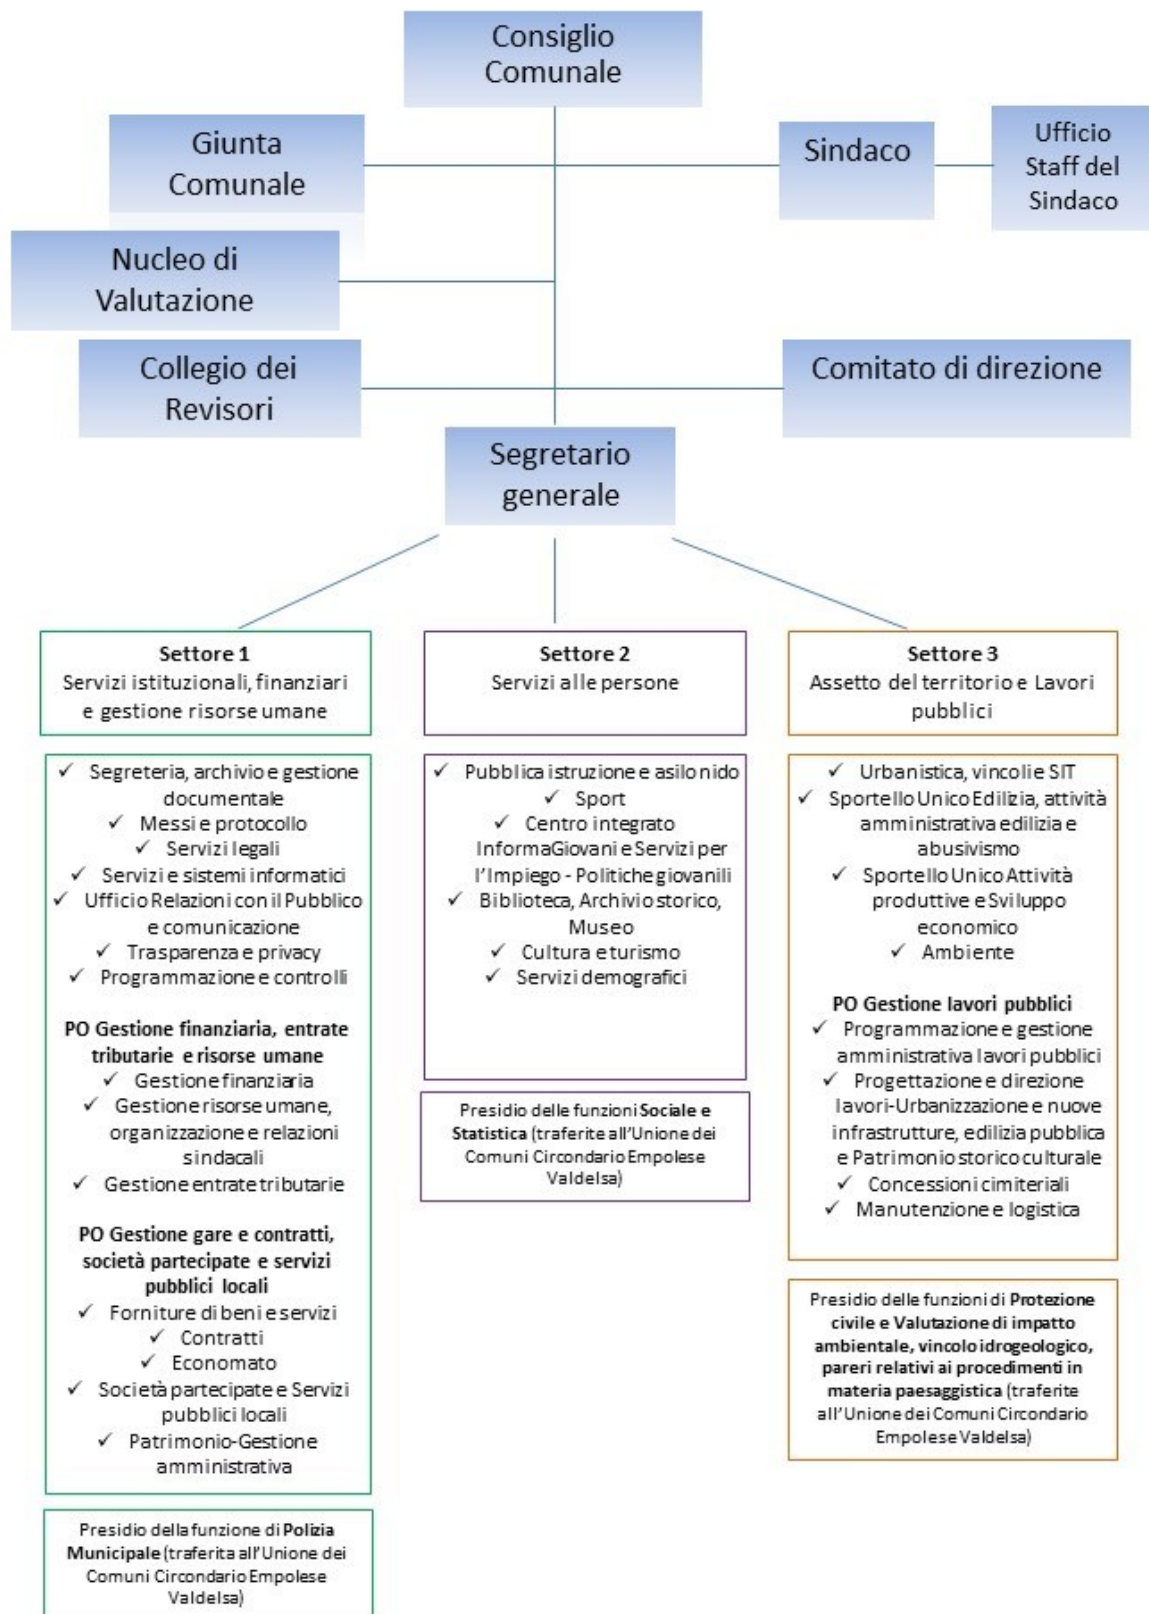 Consiglio
Comunale
Giunta
Comunale
Sindaco
Ufficio
Staff del
Sindaco
Nucleo di
Valutazione
Collegio dei
Revisori
Comitato di direzione
Segretario
generale
Settore 1
Servizi istituzionali, finanziari
e gestione risorse umane
✓ Segreteria, archivio e gestione
documentale
✓ Messi e protocollo
✓ Servizi legali
✓ Servizi e sistemi informatici
✓ Ufficio Relazioni con il Pubblico
e comunicazione
✓ Trasparenza e privacy
✓ Programmazione e controlli
PO Gestione finanziaria, entrate
tributarie e risorse umane
✓ Gestione finanziaria
✓ Gestione risorse umane,
organizzazione e relazioni
sindacali
✓ Gestione entrate tributarie
PO Gestione gare e contratti,
società partecipate e servizi
pubblici locali
✓ Forniture di beni e servizi
✓ Contratti
✓ Economato
✓ Società partecipate e Servizi
pubblici locali
✓ Patrimonio-Gestione
amministrativa
Presidio della funzione di Polizia
Municipale (traferita all'Unione dei
Comuni Circondario Empolese
Valdelsa)
Settore 2
Servizi alle persone
✓ Pubblica istruzione e asilo nido
✓ Sport
✓ Centro integrato
InformaGiovani e Servizi per
l'Impiego - Politiche giovanili
✓ Biblioteca, Archivio storico,
Museo
✓ Cultura e turismo
✓ Servizi demografici
Presidio delle funzioni Sociale e
Statistica (traferite all'Unione dei
Comuni Circondario Empolese
Valdelsa)
Settore 3
Assetto del territorio e Lavori
pubblici
✓ Urbanistica, vincoli e SIT
✓ Sportello Unico Edilizia, attività
amministrativa edilizia e
abusivismo
✓ Sportello Unico Attività
produttive e Sviluppo
economico
✓ Ambiente
PO Gestione lavori pubblici
✓ Programmazione e gestione
amministrativa lavori pubblici
✓ Progettazione e direzione
lavori-Urbanizzazione e nuove
infrastrutture, edilizia pubblica
e Patrimonio storico culturale
✓ Concessioni cimiteriali
✓ Manutenzione e logistica
Presidio delle funzioni di Protezione
civile e Valutazione di impatto
ambientale, vincolo idrogeologico,
pareri relativi ai procedimenti in
materia paesaggistica (traferite
all'Unione dei Comuni Circondario
Empolese Valdelsa)